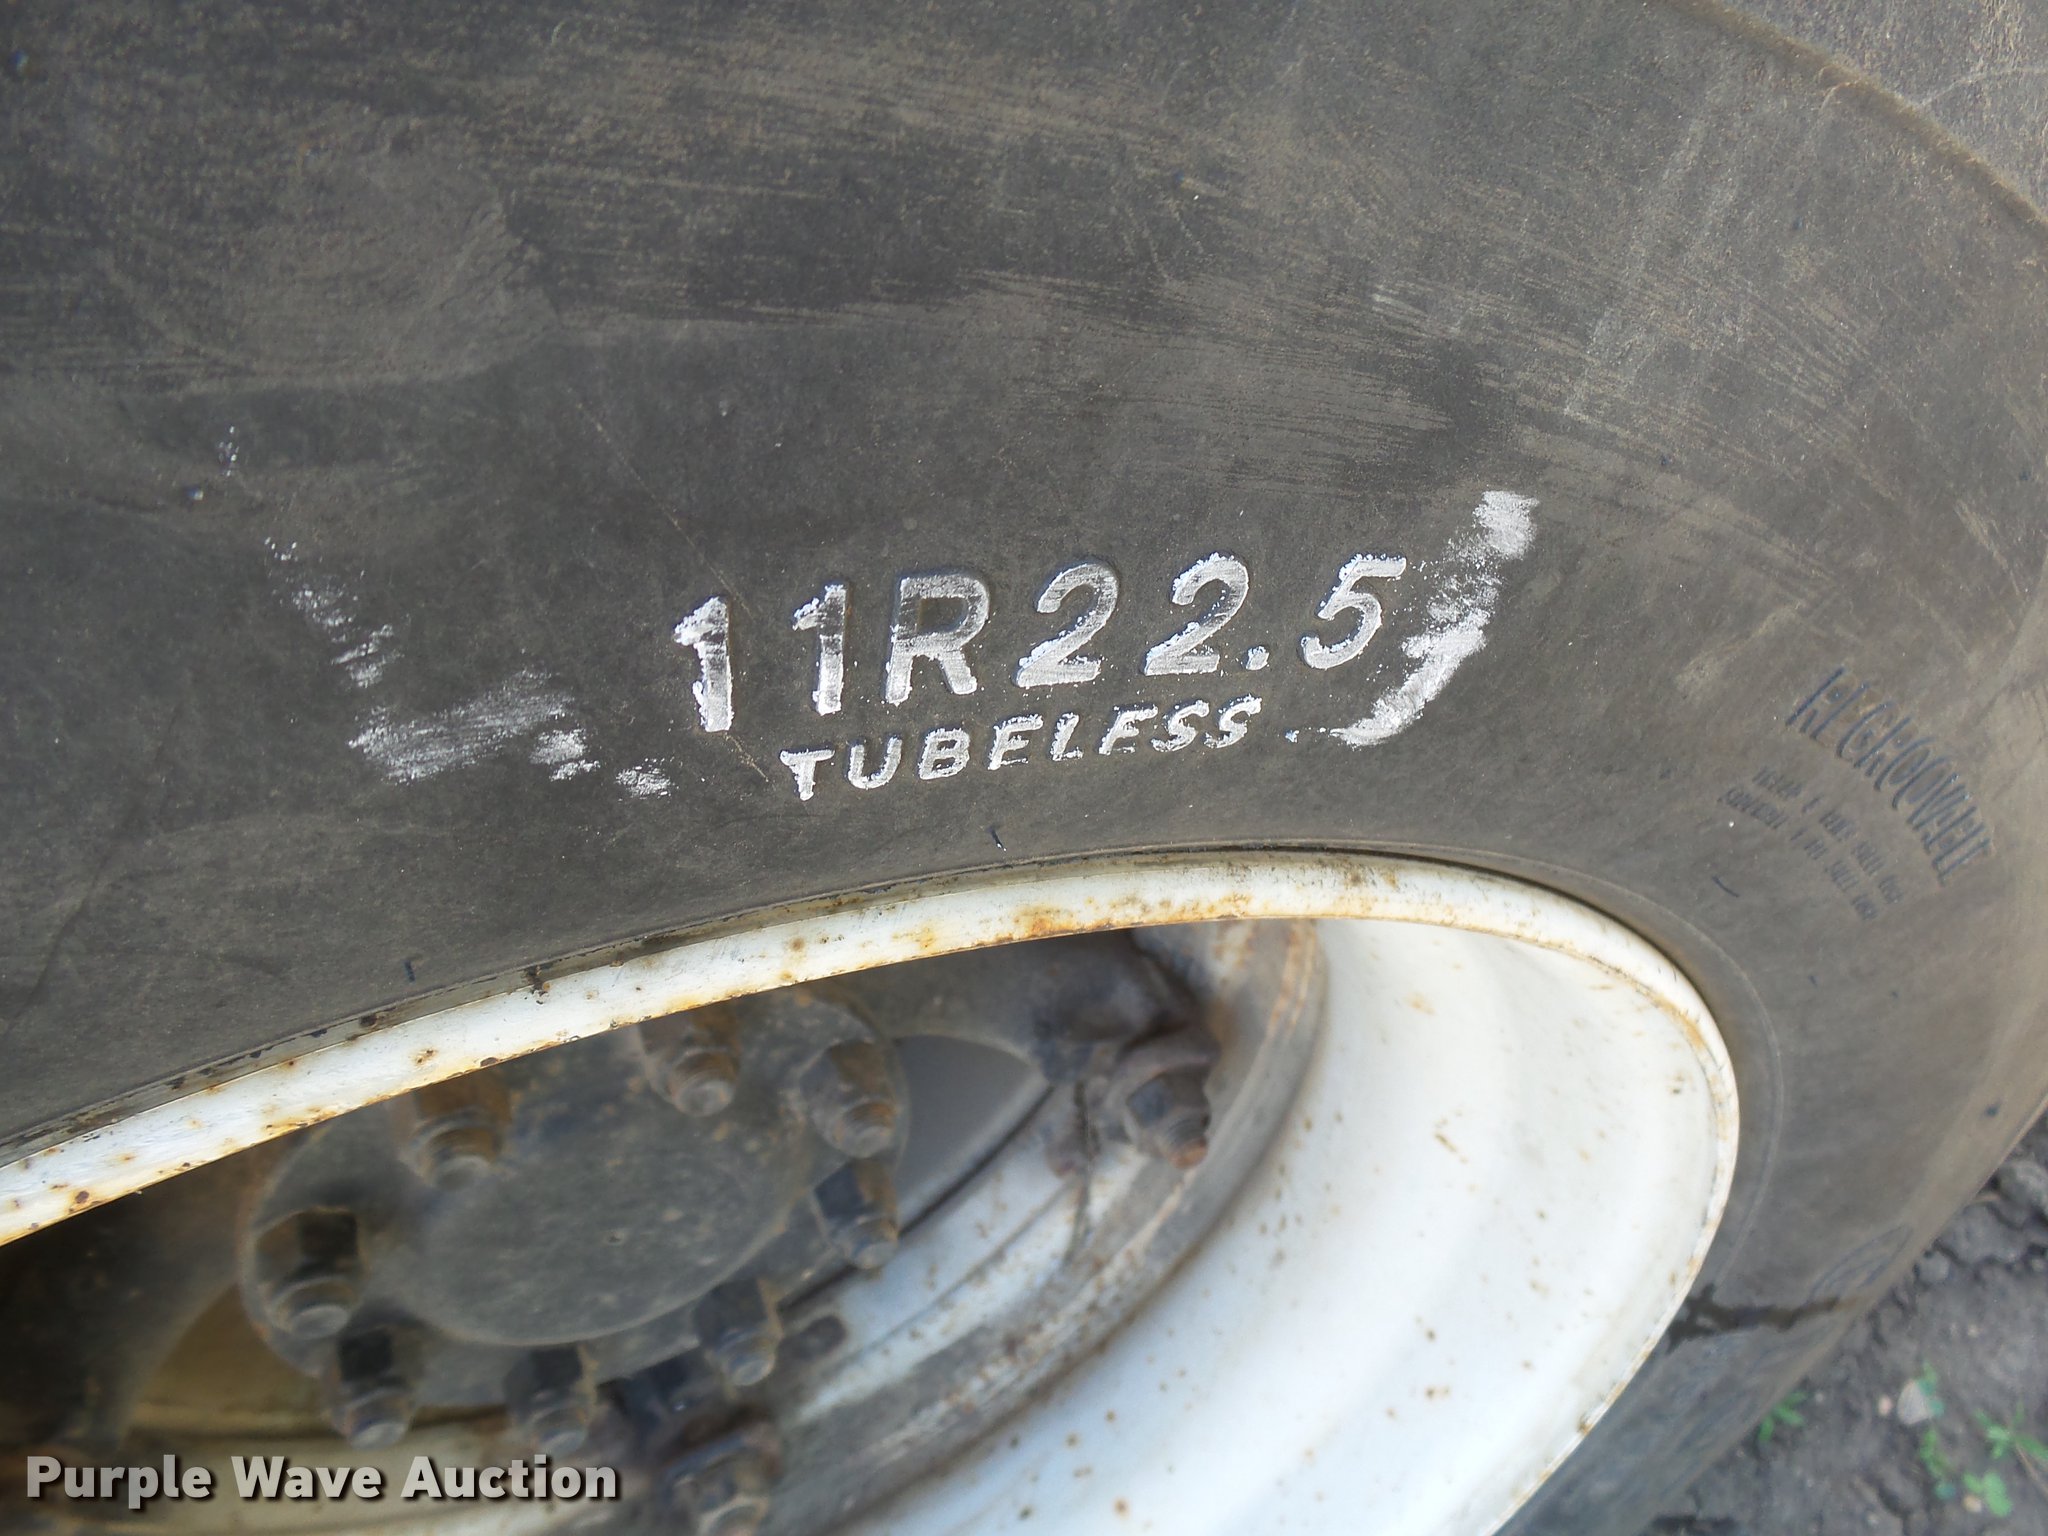 11R22.5
TUBELESS
REGROOVABLE
Purple Wave Auction